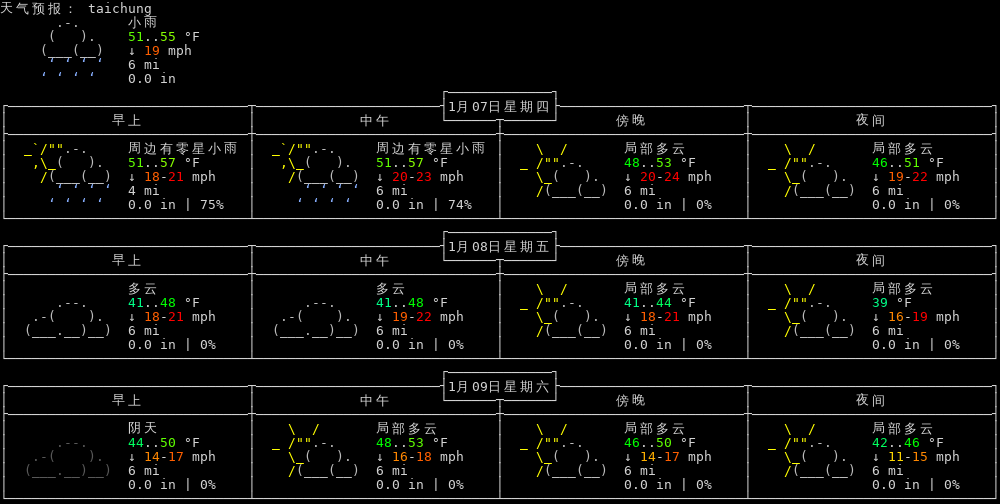 天气预报： taichung
小雨
51..55 °F
↓ 19 mph
6 mi
0.0 in
1月07日星期四
早上 中午 傍晚 夜间
周边有零星小雨 周边有零星小雨 局部多云 局部多云
51..57 °F 51..57 °F 48..53 °F 46..51 °F
↓ 18-21 mph ↓ 20-23 mph ↓ 20-24 mph ↓ 19-22 mph
4 mi 6 mi 6 mi 6 mi
0.0 in | 75% 0.0 in | 74% 0.0 in | 0% 0.0 in | 0%
1月08日星期五
早上 中午 傍晚 夜间
多云 多云 局部多云 局部多云
41..48 °F 41..48 °F 41..44 °F 39 °F
↓ 18-21 mph ↓ 19-22 mph ↓ 18-21 mph ↓ 16-19 mph
6 mi 6 mi 6 mi 6 mi
0.0 in | 0% 0.0 in | 0% 0.0 in | 0% 0.0 in | 0%
1月09日星期六
早上 中午 傍晚 夜间
阴天 局部多云 局部多云 局部多云
44..50 °F 48..53 °F 46..50 °F 42..46 °F
↓ 14-17 mph ↓ 16-18 mph ↓ 14-17 mph ↓ 11-15 mph
6 mi 6 mi 6 mi 6 mi
0.0 in | 0% 0.0 in | 0% 0.0 in | 0% 0.0 in | 0%